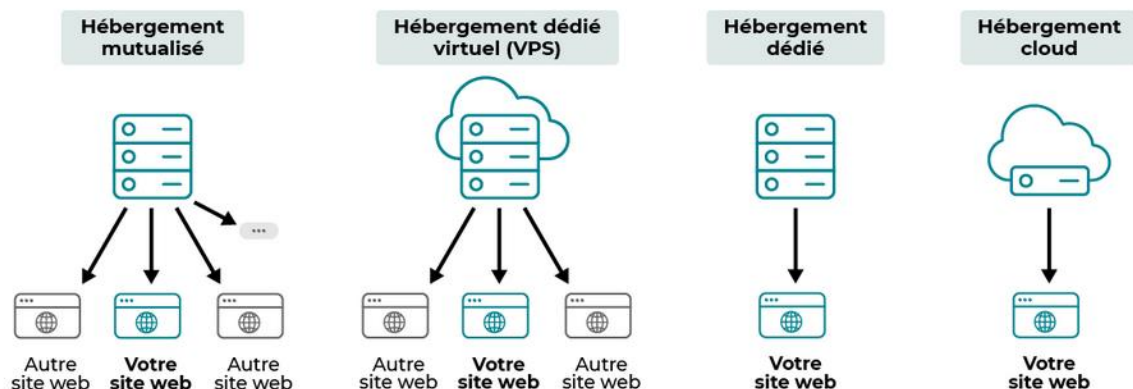 Hébergement
mutualisé
Hébergement dédié
virtuel (VPS)
Hébergement
dédié
Hébergement
cloud
...
Autre
site web
Votre
site web
Autre
site web
Autre
site web
Votre
site web
Autre
site web
Votre
site web
Votre
site web